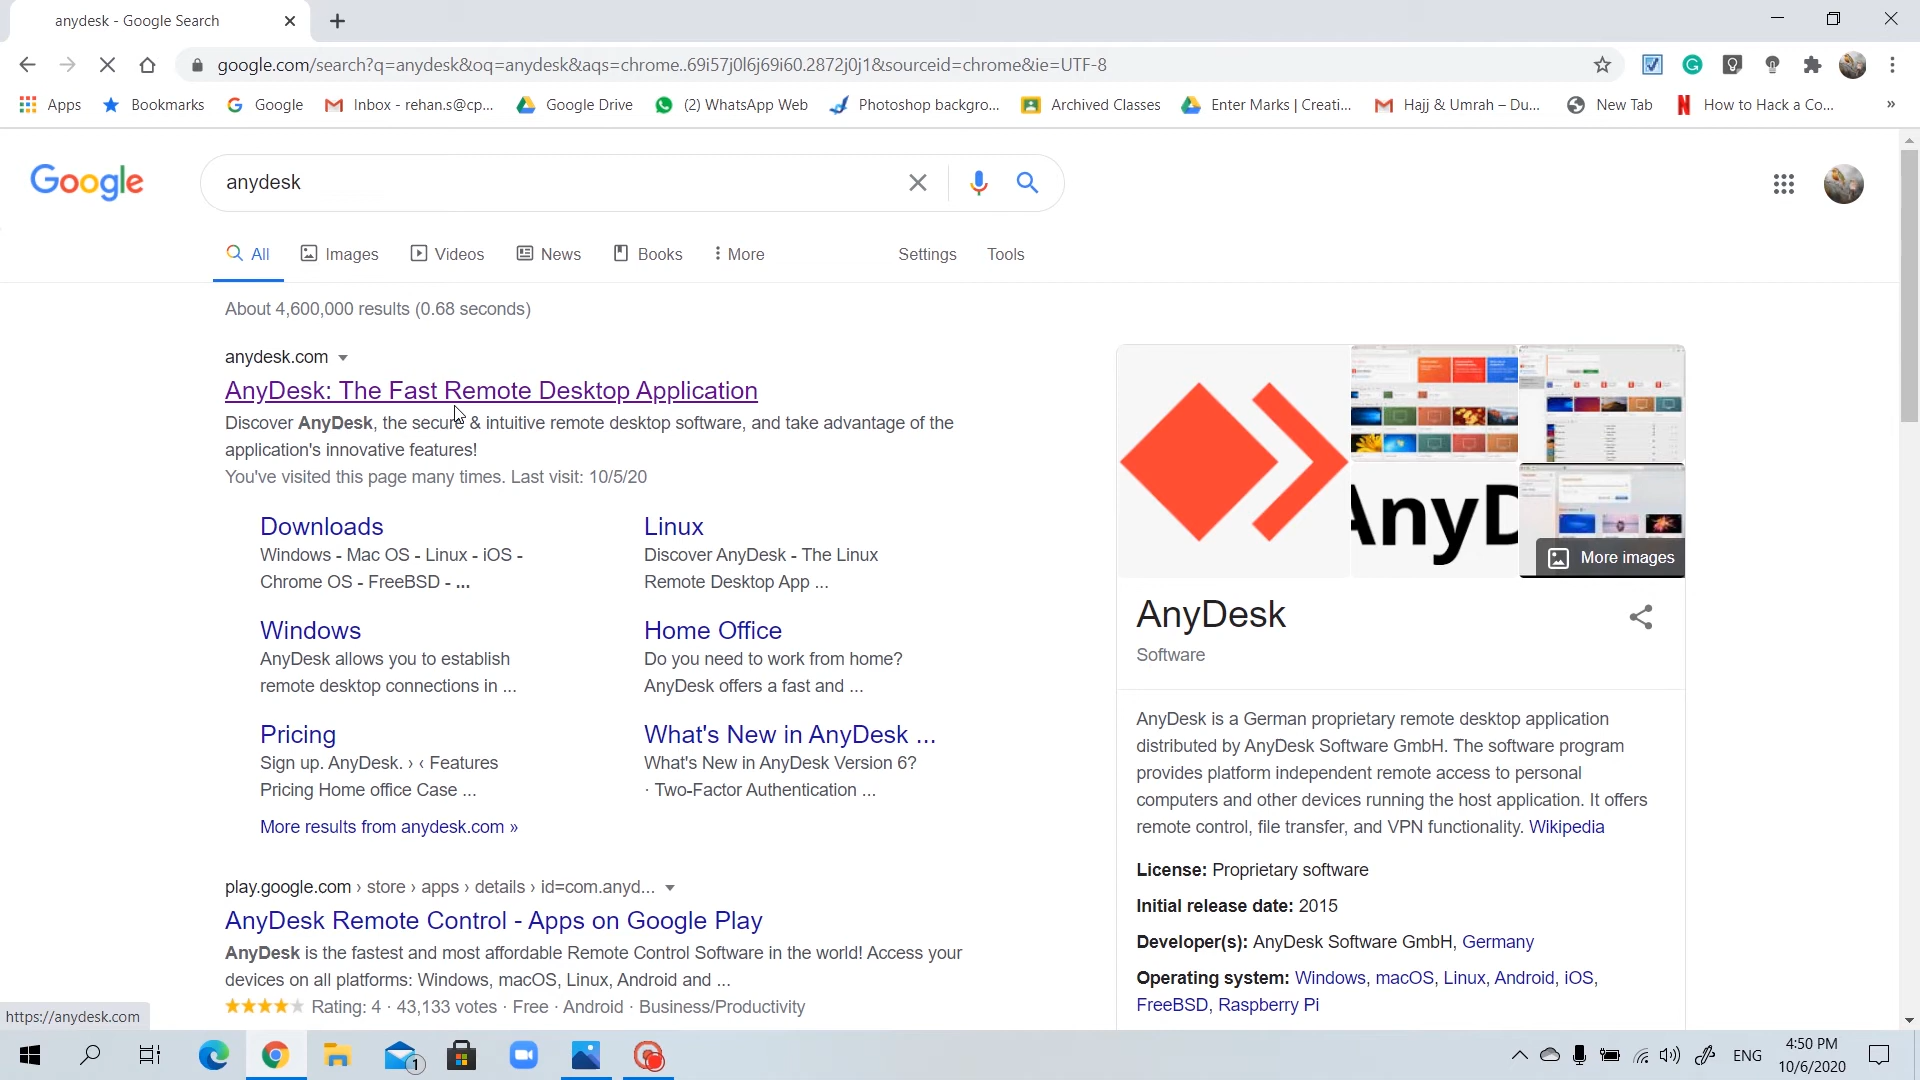 anydesk - Google Search
google.com/search?q=anydesk&oq=anydesk&aqs=chrome..69i57j0l6j69i60.2872j0j1&sourceid=chrome&ie=UTF-8
Apps Bookmarks Google Inbox - rehan.s@cp... Google Drive (2) WhatsApp Web Photoshop backgro... Archived Classes Enter Marks | Creati... Hajj & Umrah – Du... New Tab How to Hack a Co... »
Google
anydesk
All Images Videos News Books More Settings Tools
About 4,600,000 results (0.68 seconds)
anydesk.com
AnyDesk: The Fast Remote Desktop Application
Discover AnyDesk, the secure & intuitive remote desktop software, and take advantage of the
application's innovative features!
You've visited this page many times. Last visit: 10/5/20
Downloads
Windows - Mac OS - Linux - iOS -
Chrome OS - FreeBSD - ...
Linux
Discover AnyDesk - The Linux
Remote Desktop App ...
Windows
AnyDesk allows you to establish
remote desktop connections in ...
Home Office
Do you need to work from home?
AnyDesk offers a fast and ...
Pricing
Sign up. AnyDesk. › ‹ Features
Pricing Home office Case ...
What's New in AnyDesk ...
What's New in AnyDesk Version 6?
· Two-Factor Authentication ...
More results from anydesk.com »
play.google.com › store › apps › details › id=com.anyd...
AnyDesk Remote Control - Apps on Google Play
AnyDesk is the fastest and most affordable Remote Control Software in the world! Access your
devices on all platforms: Windows, macOS, Linux, Android and ...
Rating: 4 · 43,133 votes · Free · Android · Business/Productivity
AnyD
More images
AnyDesk
Software
AnyDesk is a German proprietary remote desktop application
distributed by AnyDesk Software GmbH. The software program
provides platform independent remote access to personal
computers and other devices running the host application. It offers
remote control, file transfer, and VPN functionality. Wikipedia
License: Proprietary software
Initial release date: 2015
Developer(s): AnyDesk Software GmbH, Germany
Operating system: Windows, macOS, Linux, Android, iOS,
FreeBSD, Raspberry Pi
https://anydesk.com
1
ENG
4:50 PM
10/6/2020